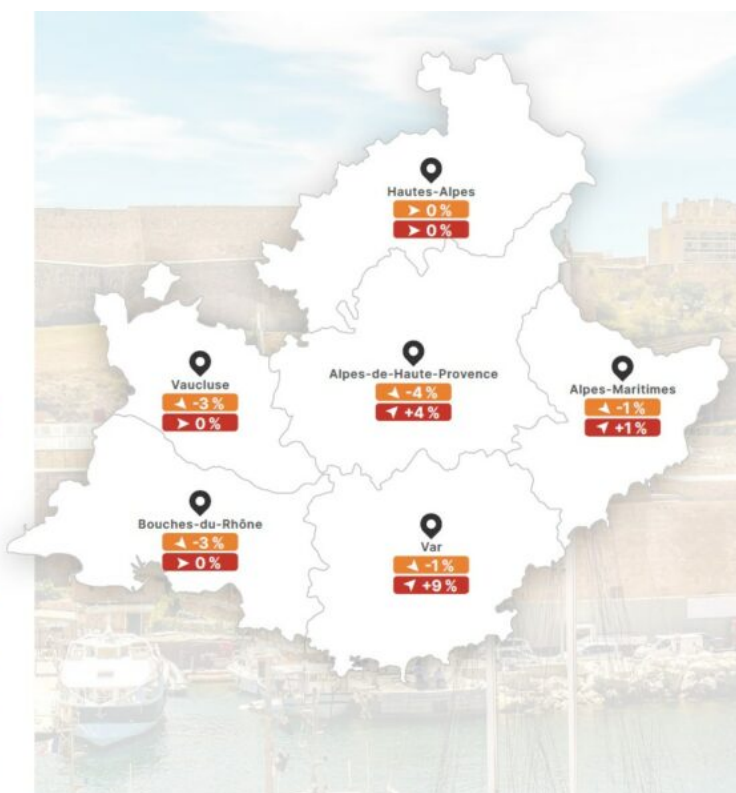 Hautes-Alpes
0 %
0 %
Alpes-de-Haute-Provence
-4 %
+4 %
Vaucluse
-3 %
0 %
Alpes-Maritimes
-1 %
+1 %
Bouches-du-Rhône
-3 %
0 %
Var
-1 %
+9 %